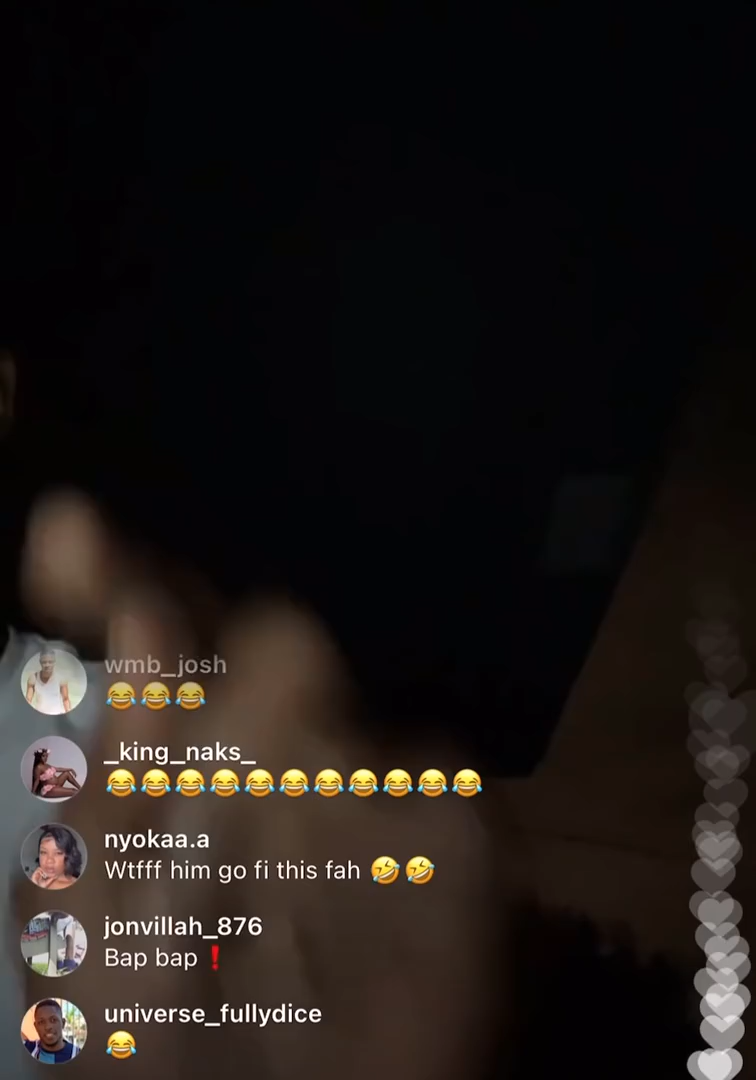 wmb_josh
😂😂😂
_king_naks_
😂😂😂😂😂😂😂😂😂😂😂
nyokaa.a
Wtfff him go fi this fah 🤣🤣
jonvillah_876
Bap bap ❗
universe_fullydice
😂